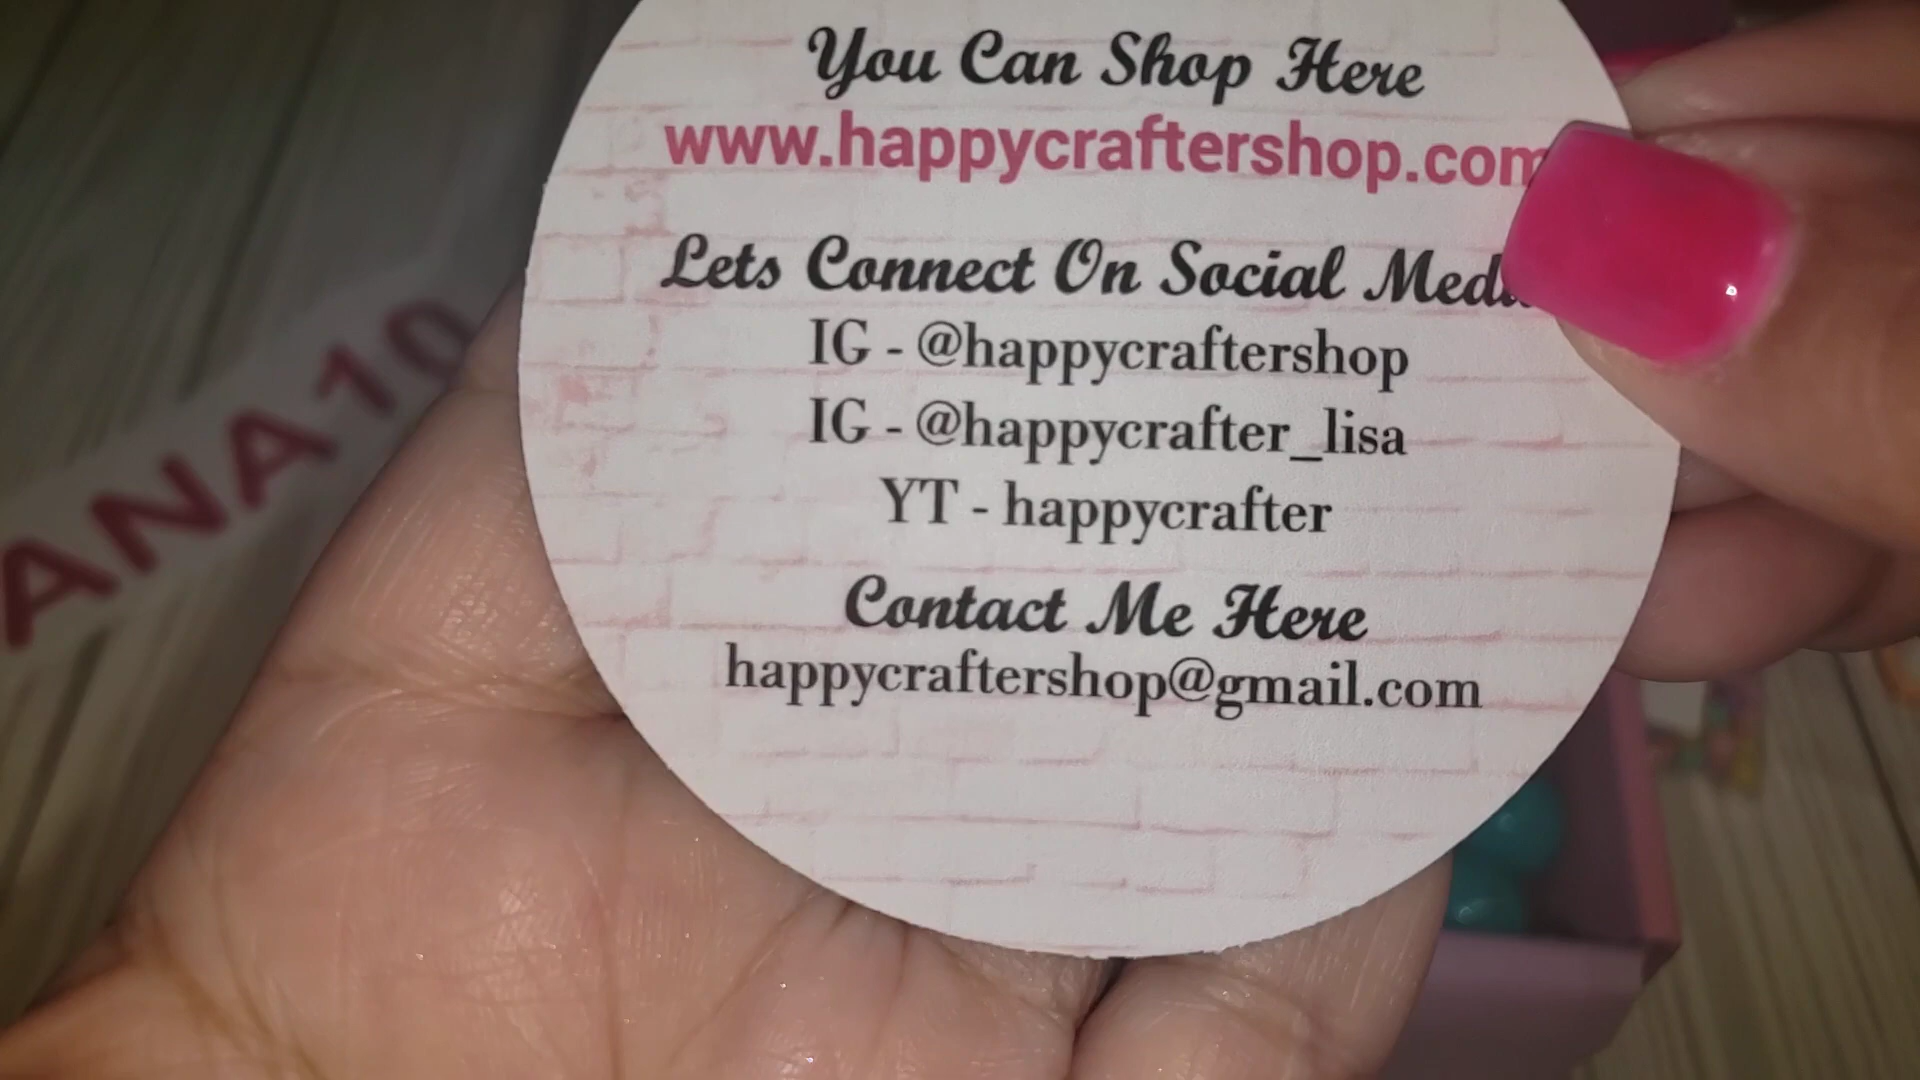 You Can Shop Here
www.happycraftershop.com
Lets Connect On Social
IG - @happycraftershop
IG - @happycrafter_lisa
YT - happycrafter
Contact Me Here
happycraftershop@gmail.com
ANA10